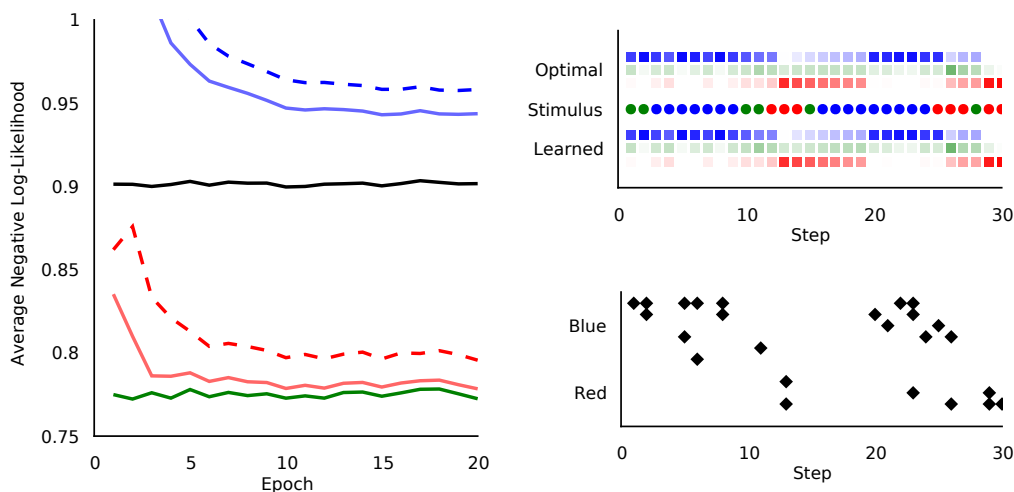 Average Negative Log-Likelihood
1
0.95
0.9
0.85
0.8
0.75
0 5 10 15 20
Epoch
Optimal
Stimulus
Learned
0 10 20 30
Step
Blue
Red
0 10 20 30
Step